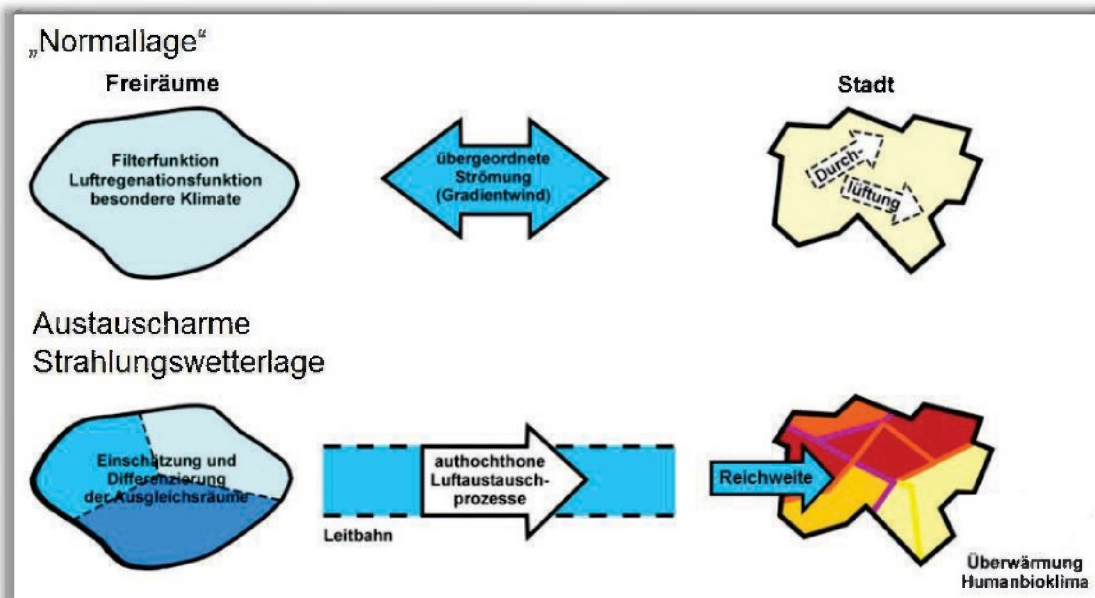 „Normallage“
Freiräume
Stadt
Filterfunktion
Luftregenationsfunktion
besondere Klimate
übergeordnete
Strömung
(Gradientwind)
Durch-
lüftung
Austauscharme
Strahlungswetterlage
Einschätzung und
Differenzierung
der Ausgleichsräume
authochthone
Luftaustausch-
prozesse
Leitbahn
Reichweite
Überwärmung
Humanbioklima